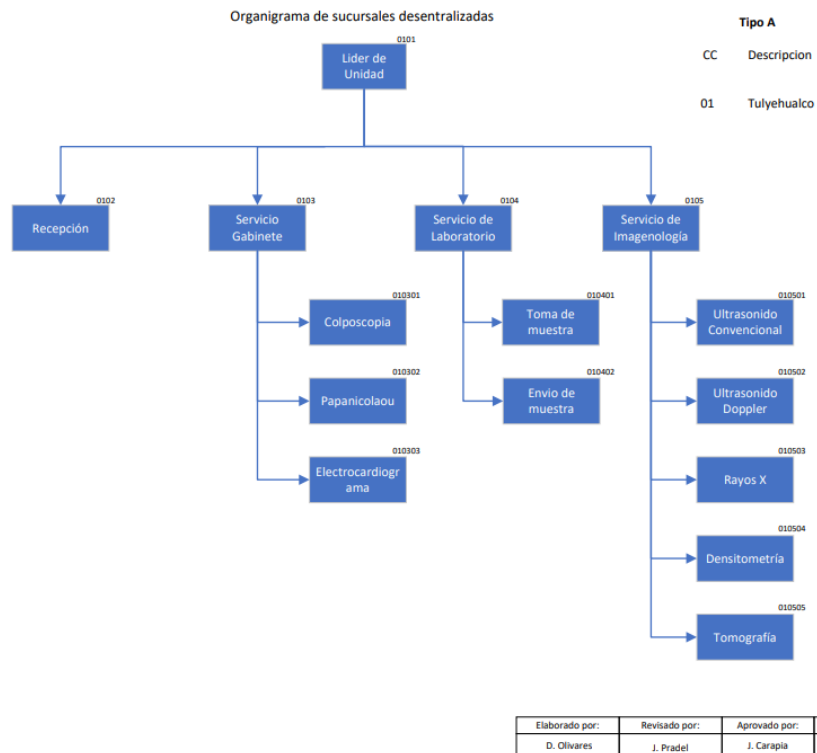 Organigrama de sucursales desentralizadas
Tipo A
CC Descripcion
01 Tulyehualco
0101
Lider de
Unidad
0102
Recepción
0103
Servicio
Gabinete
0104
Servicio de
Laboratorio
0105
Servicio de
Imagenología
010301
Colposcopia
010302
Papanicolaou
010303
Electrocardiogr
ama
010401
Toma de
muestra
010402
Envio de
muestra
010501
Ultrasonido
Convencional
010502
Ultrasonido
Doppler
010503
Rayos X
010504
Densitometría
010505
Tomografía
Elaborado por: Revisado por: Aprovado por:
D. Olivares J. Pradel J. Carapia